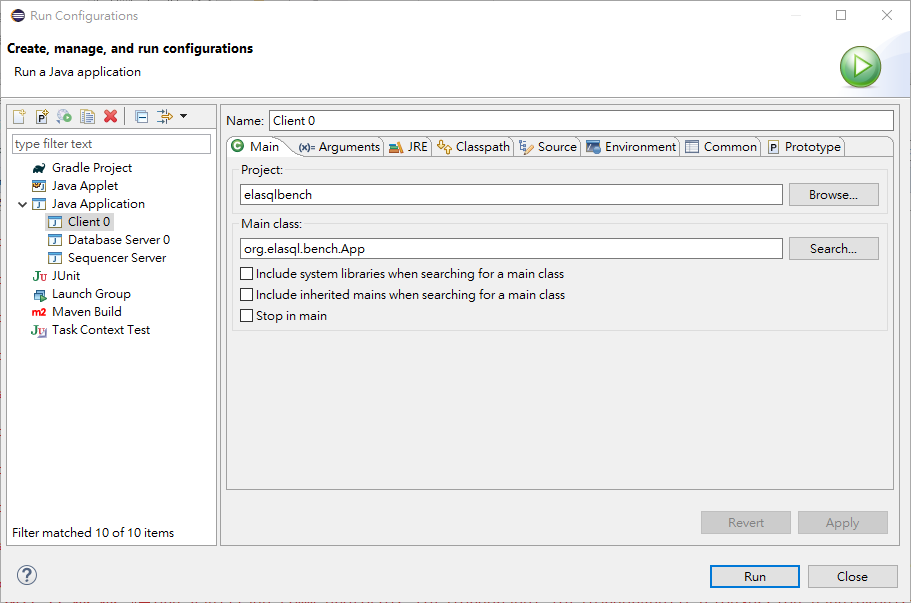 Run Configurations
Create, manage, and run configurations
Run a Java application
type filter text
Gradle Project
Java Applet
Java Application
Client 0
Database Server 0
Sequencer Server
JUnit
Launch Group
Maven Build
Task Context Test
Filter matched 10 of 10 items
Name: Client 0
Main (x)= Arguments JRE Classpath Source Environment Common Prototype
Project:
elasqlbench Browse...
Main class:
org.elasql.bench.App Search...
Include system libraries when searching for a main class
Include inherited mains when searching for a main class
Stop in main
Revert Apply
Run Close